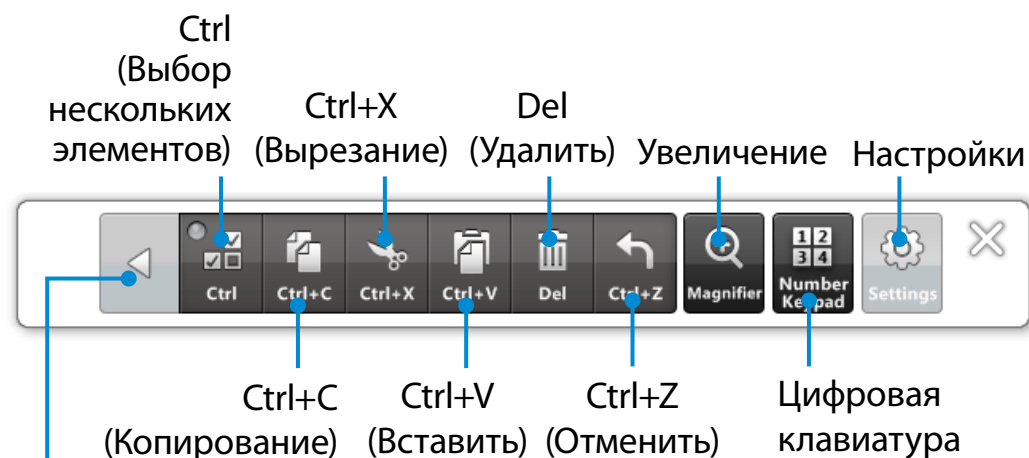 Ctrl
(Выбор
нескольких
элементов)
Ctrl+X
(Вырезание)
Del
(Удалить)
Увеличение
Настройки
Ctrl
Ctrl+C
Ctrl+X
Ctrl+V
Del
Ctrl+Z
Magnifier
1 2
3 4
Number
Keypad
Settings
Ctrl+C
(Копирование)
Ctrl+V
(Вставить)
Ctrl+Z
(Отменить)
Цифровая
клавиатура